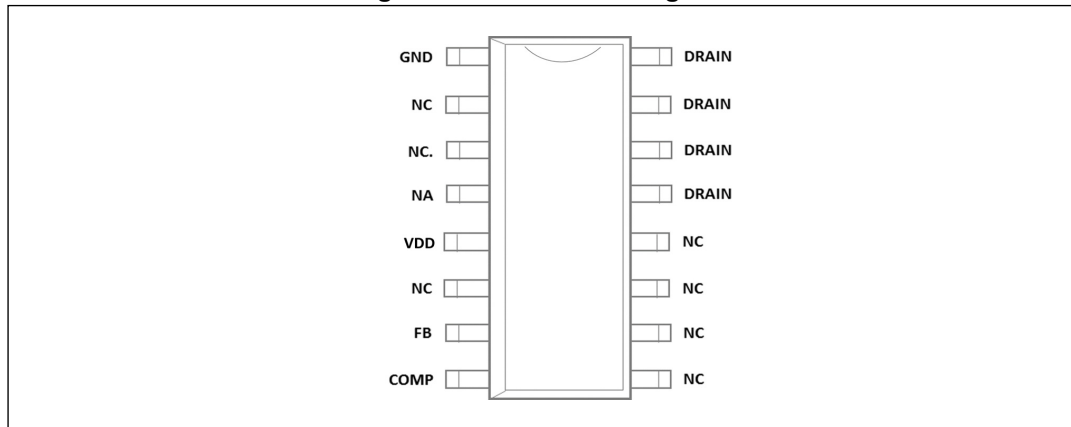 GND DRAIN
NC DRAIN
NC. DRAIN
NA DRAIN
VDD NC
NC NC
FB NC
COMP NC